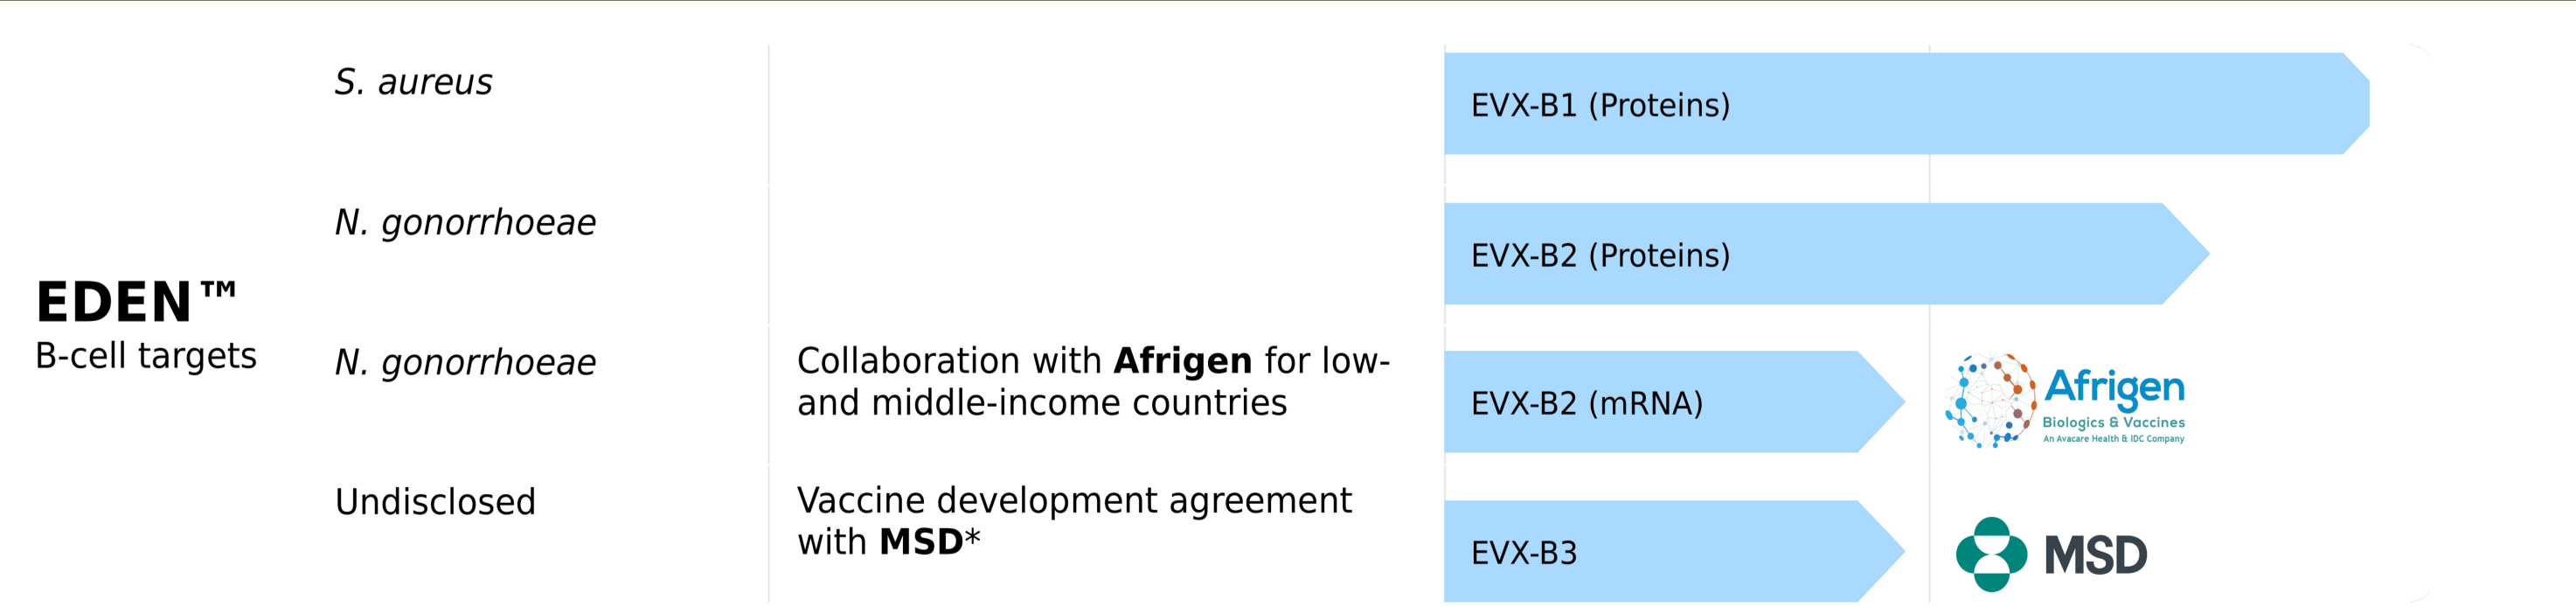 EDEN™
B-cell targets
S. aureus
EVX-B1 (Proteins)
N. gonorrhoeae
EVX-B2 (Proteins)
N. gonorrhoeae
Collaboration with Afrigen for low-
and middle-income countries
EVX-B2 (mRNA)
Afrigen
Biologics & Vaccines
An Avacare Health & IDC Company
Undisclosed
Vaccine development agreement
with MSD*
EVX-B3
MSD